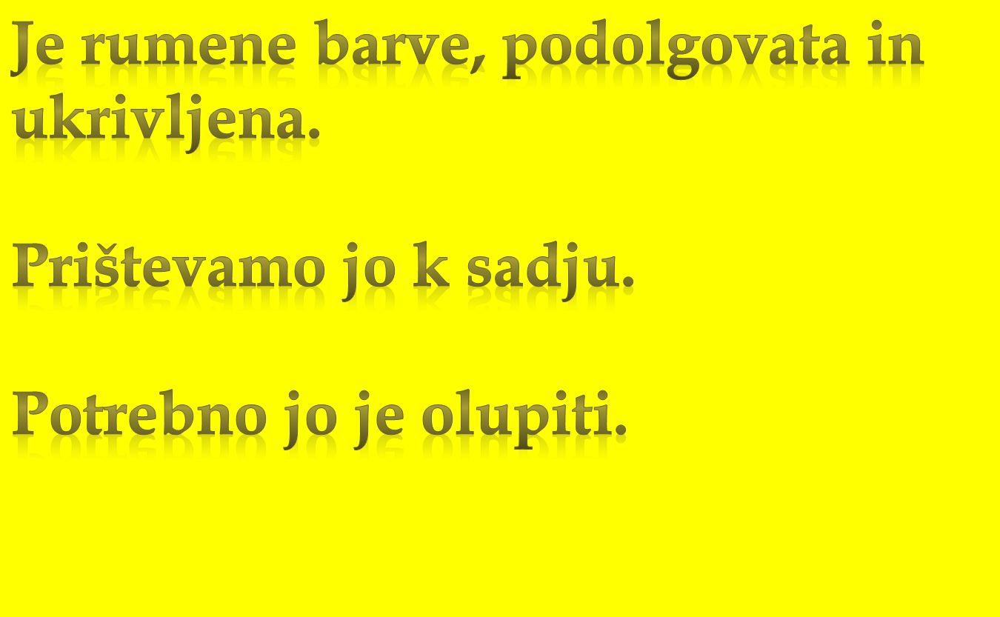 Je rumene barve, podolgovata in
ukrivljena.
Prištevamo jo k sadju.
Potrebno jo je olupiti.